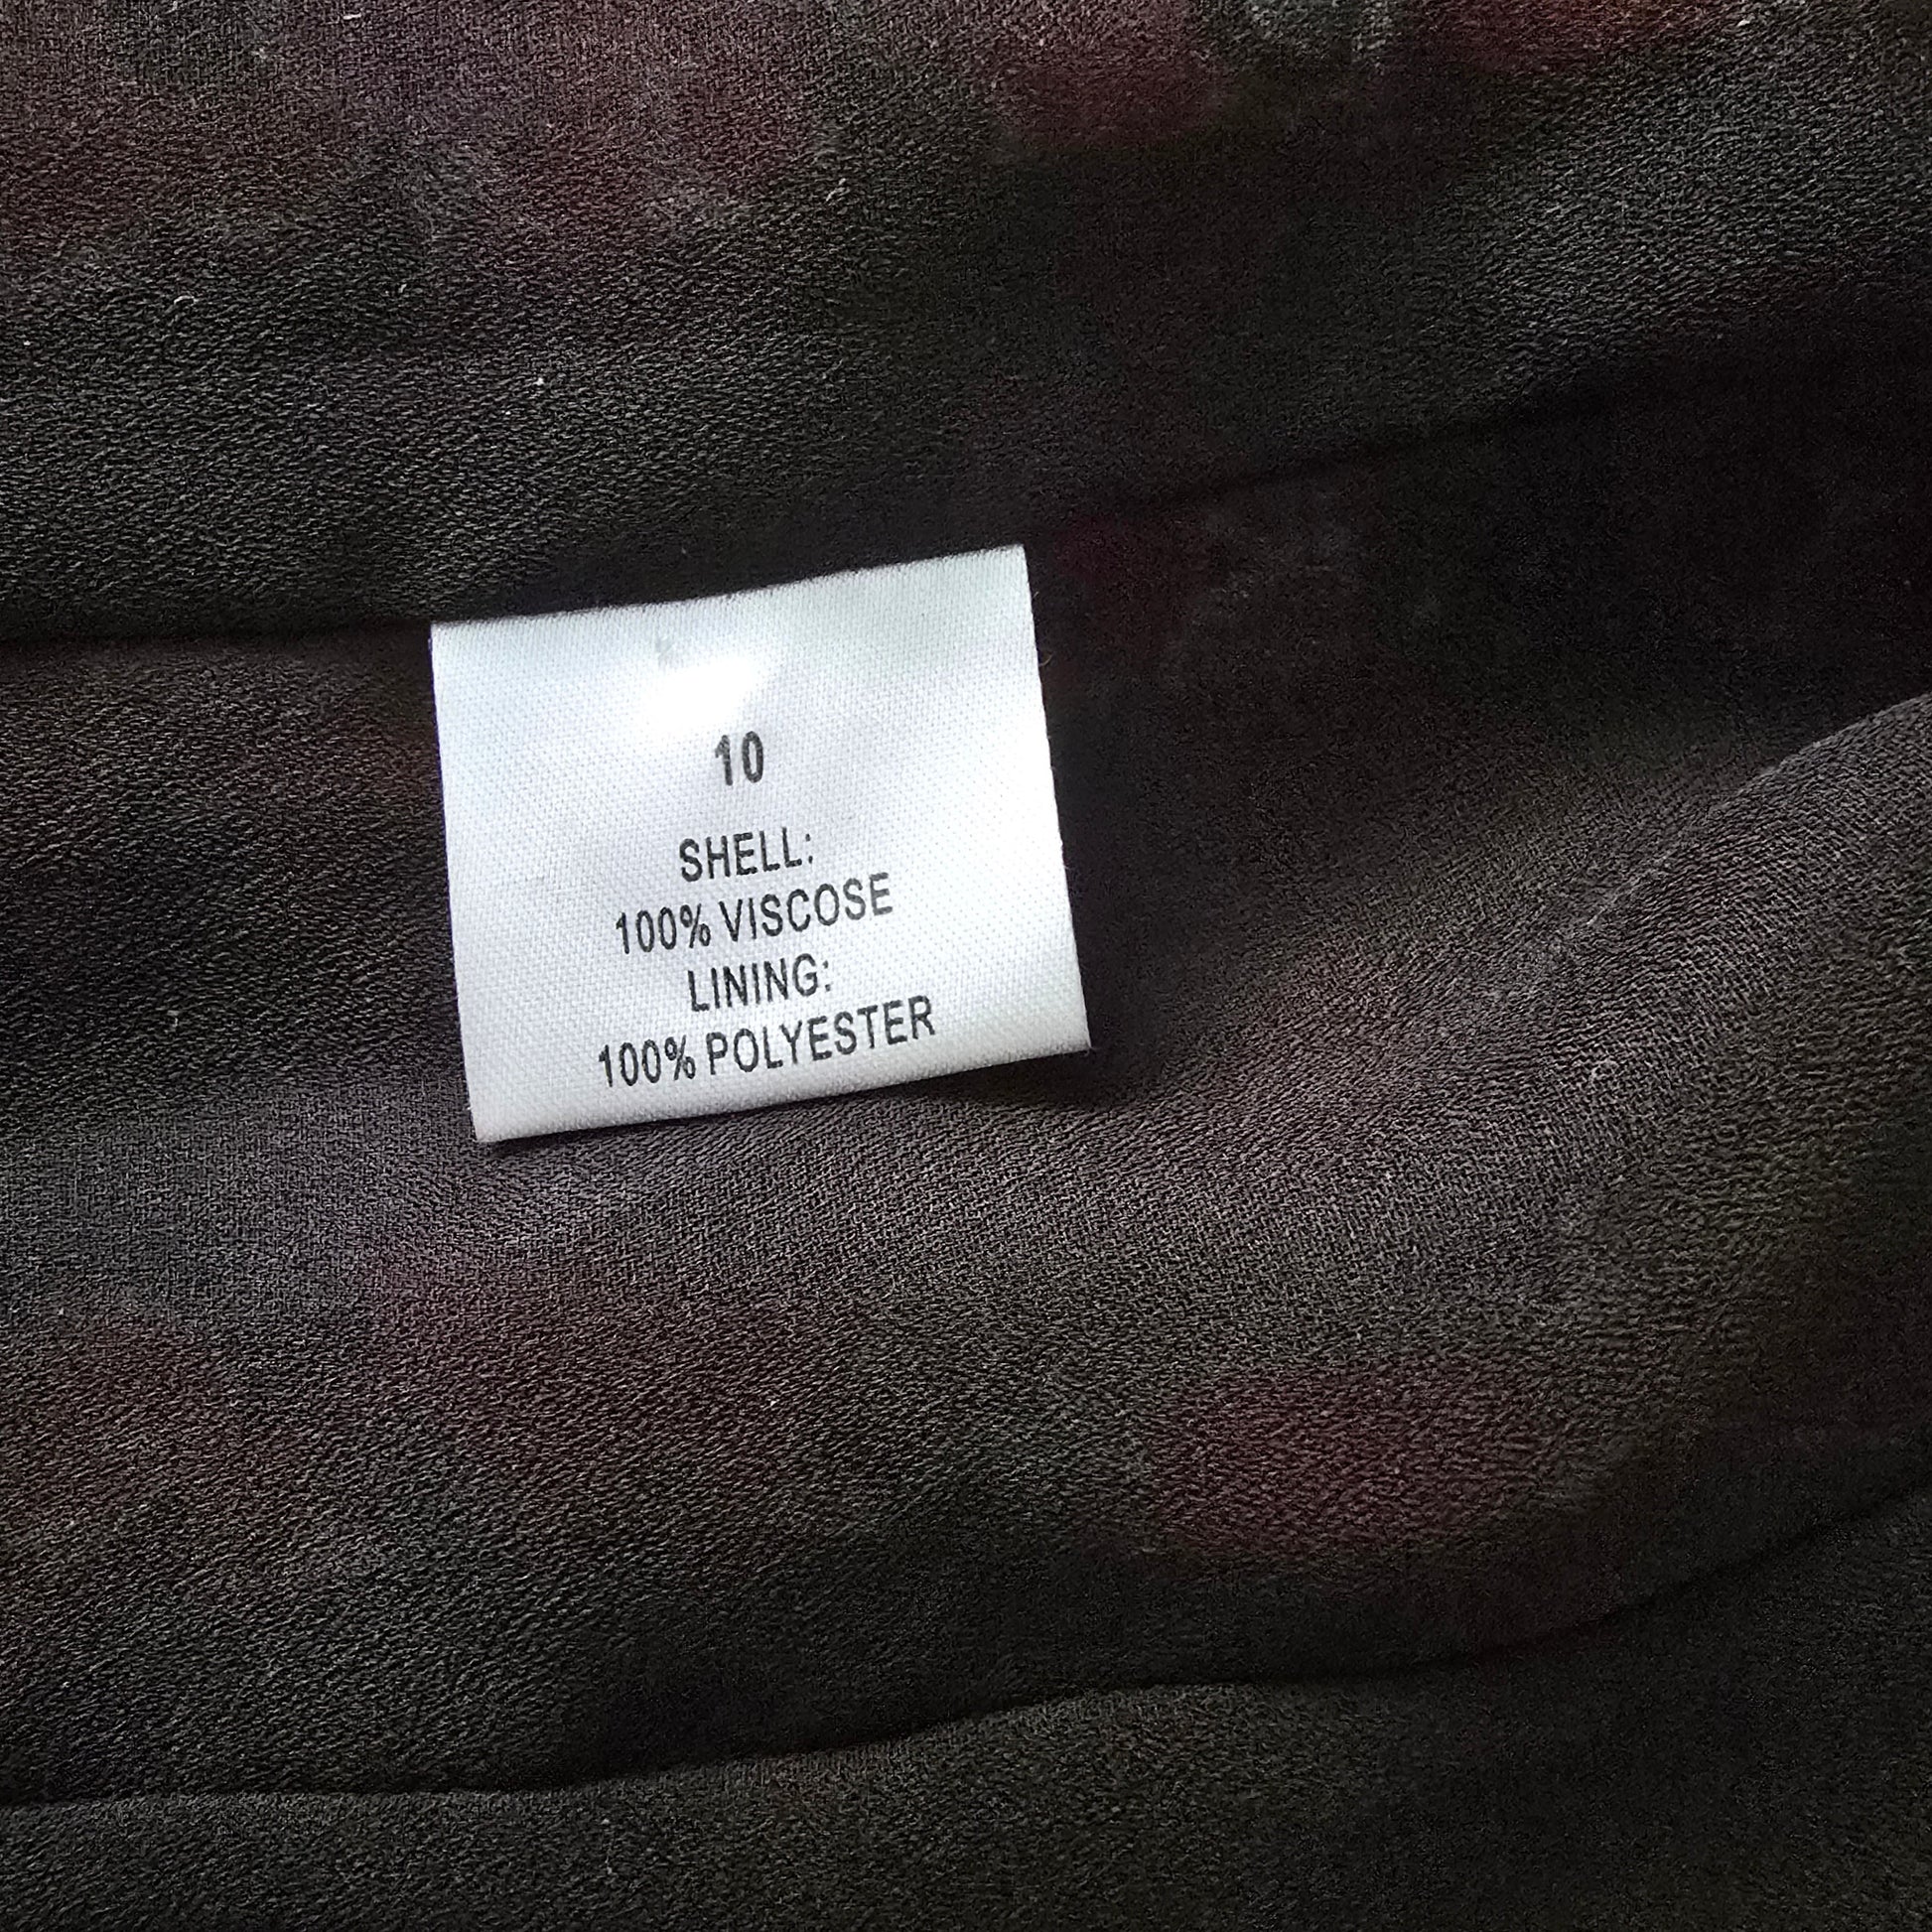 10
SHELL:
100% VISCOSE
LINING:
100% POLYESTER